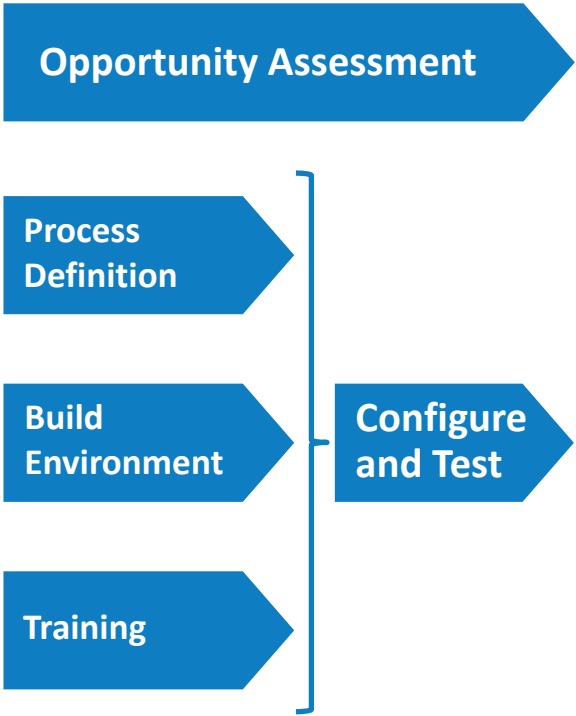 Opportunity Assessment
Process
Definition
Build
Environment
Configure
and Test
Training